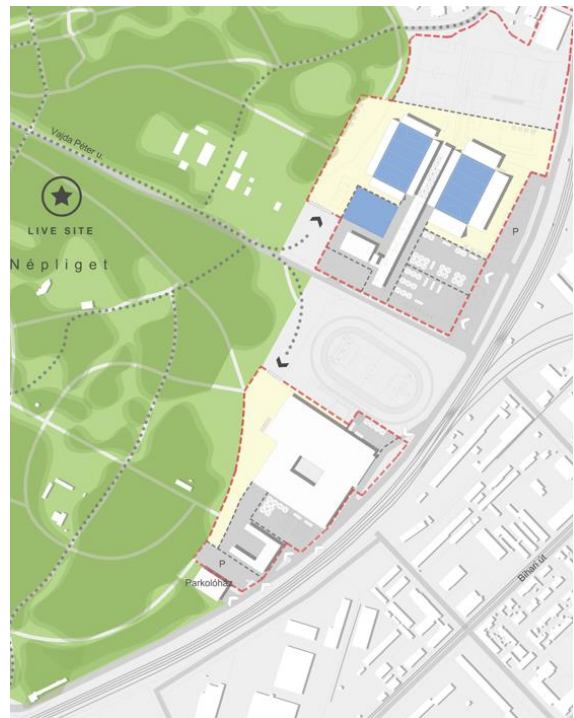 Vajda Péter u.
LIVE SITE
Népliget
P
P
Parkolóház
Bihari út